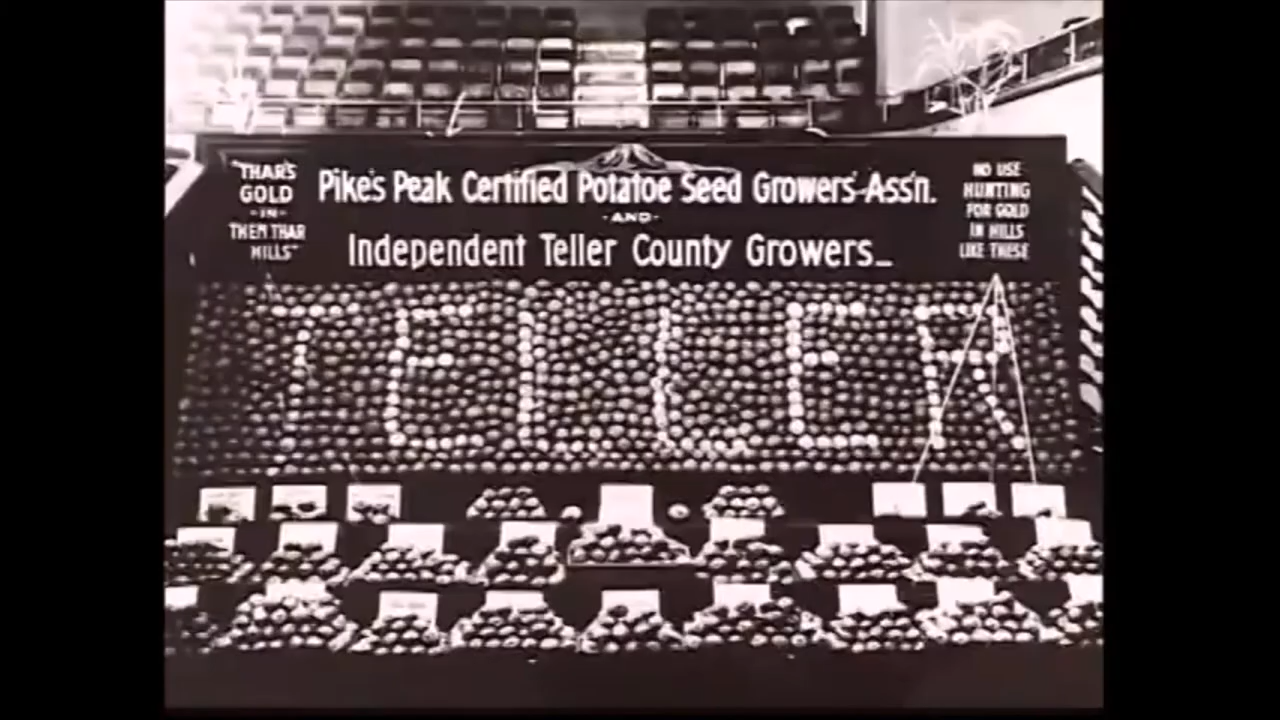 "THAR'S
GOLD
-IN-
THEM THAR
HILLS"
Pike's Peak Certified Potatoe Seed Growers' Ass'n.
-AND-
Independent Teller County Growers_
NO USE
HUNTING
FOR GOLD
IN HILLS
LIKE THESE
TELLER